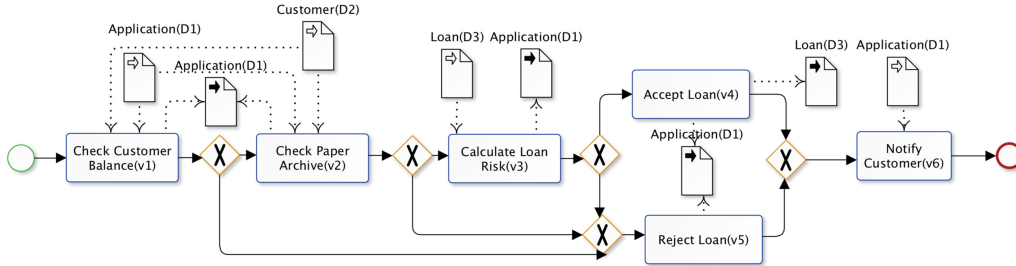 Customer(D2)
Application(D1)
Application(D1)
Loan(D3)
Application(D1)
Loan(D3)
Application(D1)
Check Customer
Balance(v1)
X
Check Paper
Archive(v2)
X
Calculate Loan
Risk(v3)
X
Accept Loan(v4)
Application(D1)
X
Reject Loan(v5)
X
Notify
Customer(v6)